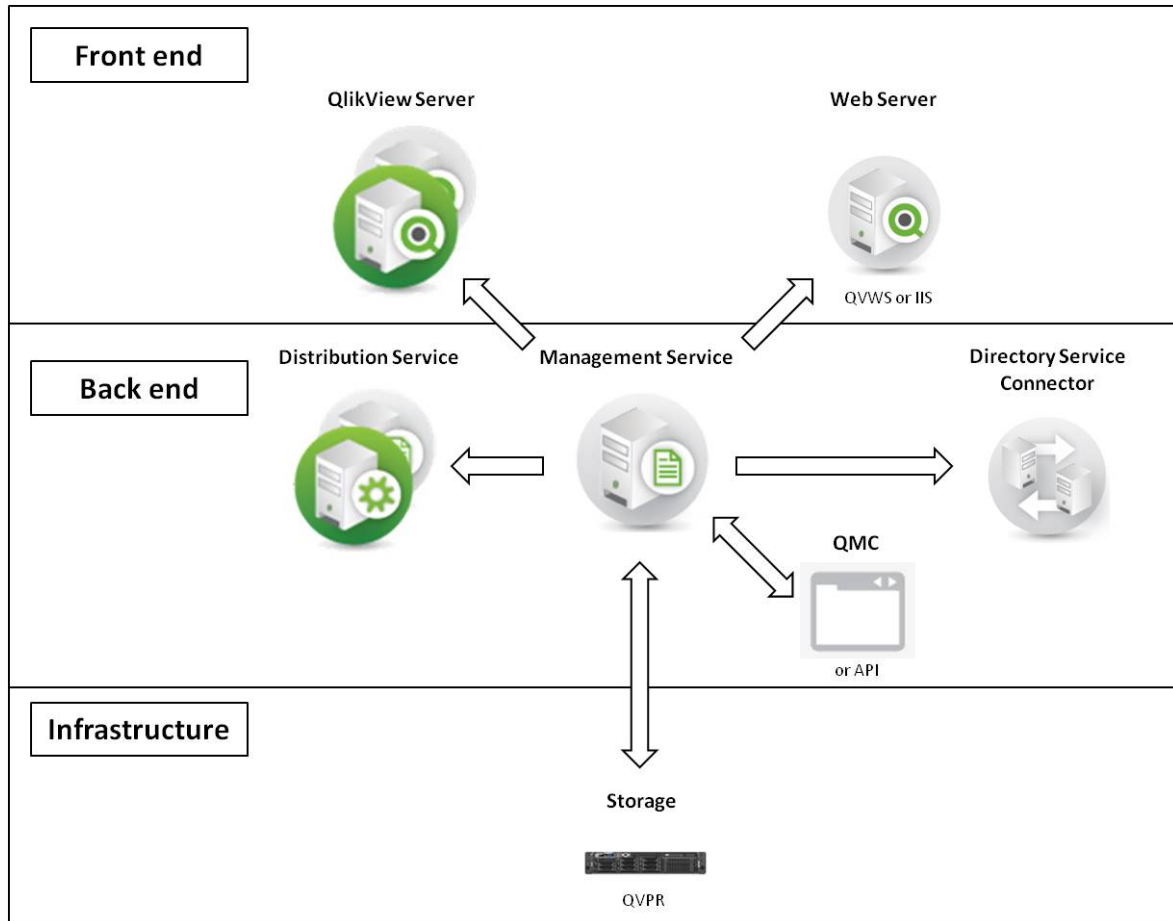 Front end
QlikView Server
Web Server
QVWS or IIS
Back end
Distribution Service
Management Service
Directory Service
Connector
QMC
or API
Infrastructure
Storage
QVPR